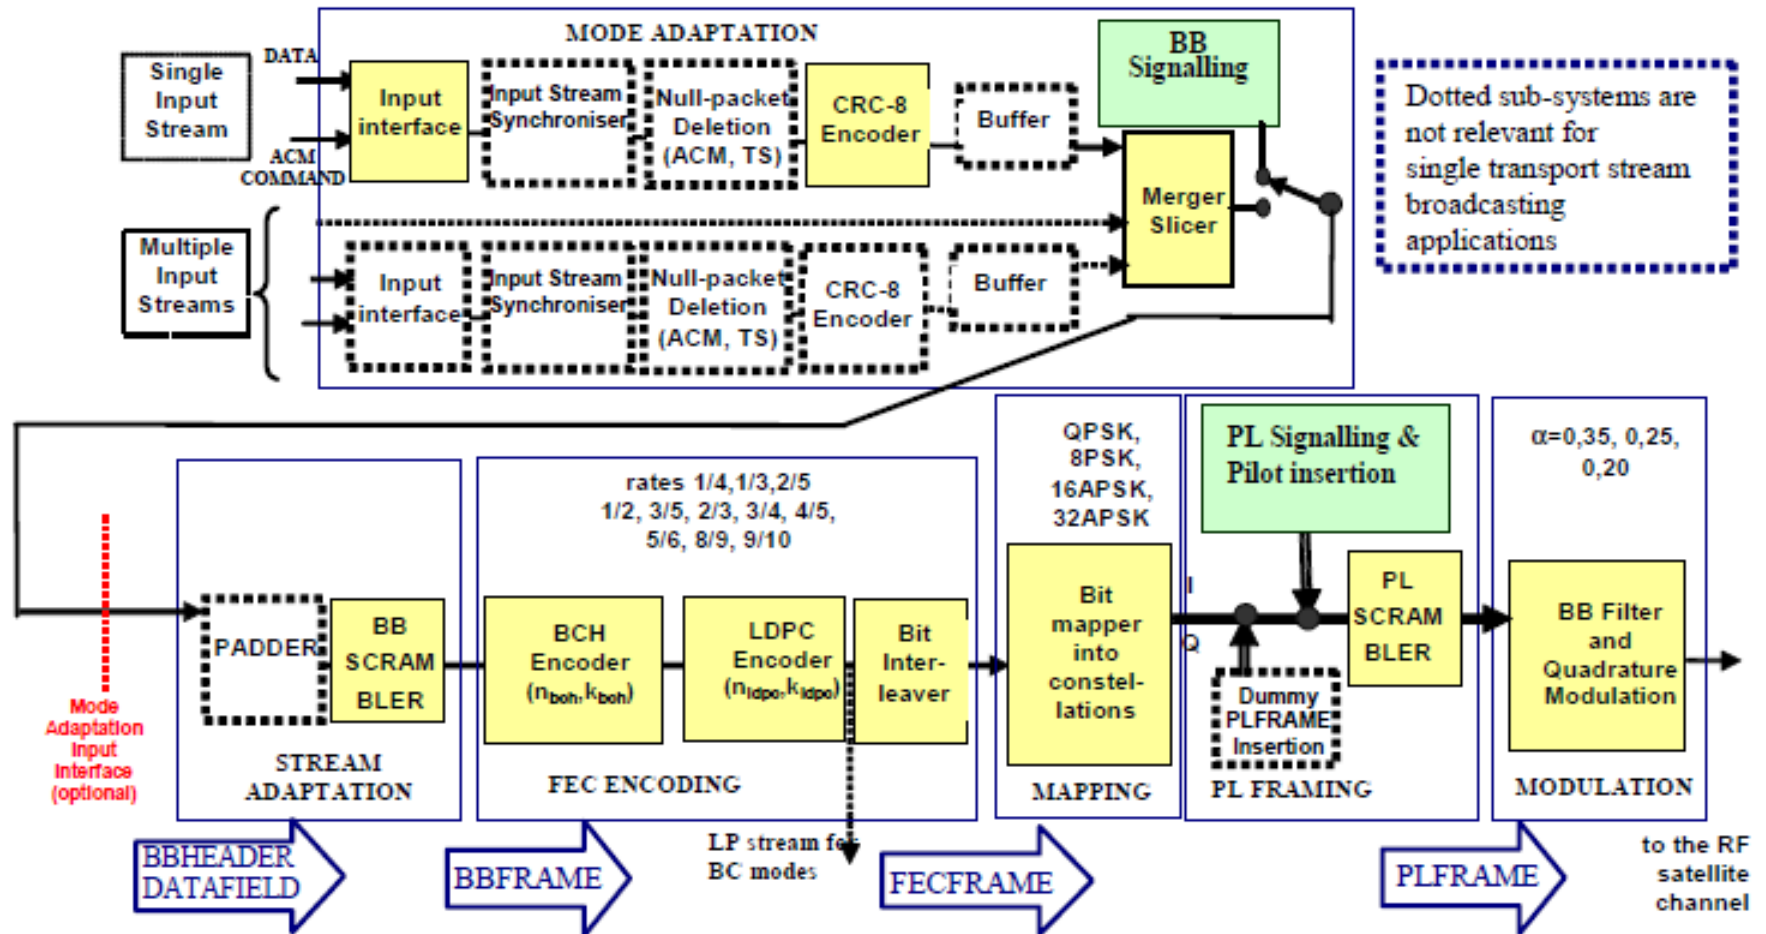 MODE ADAPTATION
Single
Input
Stream
DATA
ACM
COMMAND
Input
interface
Input Stream
Synchroniser
Null-packet
Deletion
(ACM, TS)
CRC-8
Encoder
Buffer
BB
Signalling
Merger
Slicer
Dotted sub-systems are
not relevant for
single transport stream
broadcasting
applications
Multiple
Input
Streams
Input
interface
Input Stream
Synchroniser
Null-packet
Deletion
(ACM, TS)
CRC-8
Encoder
Buffer
Mode
Adaptation
Input
Interface
(optional)
PADDER
BB
SCRAM
BLER
STREAM
ADAPTATION
rates 1/4,1/3,2/5
1/2, 3/5, 2/3, 3/4, 4/5,
5/6, 8/9, 9/10
BCH
Encoder
(nboh,kboh)
LDPC
Encoder
(nldpo,kldpo)
Bit
Inter-
leaver
FEC ENCODING
QPSK,
8PSK,
16APSK,
32APSK
Bit
mapper
into
constel-
lations
MAPPING
PL Signalling &
Pilot insertion
I
Q
Dummy
PLFRAME
Insertion
PL
SCRAM
BLER
PL FRAMING
α=0,35, 0,25,
0,20
BB Filter
and
Quadrature
Modulation
MODULATION
BBHEADER
DATAFIELD
BBFRAME
LP stream for
BC modes
FECFRAME
PLFRAME
to the RF
satellite
channel